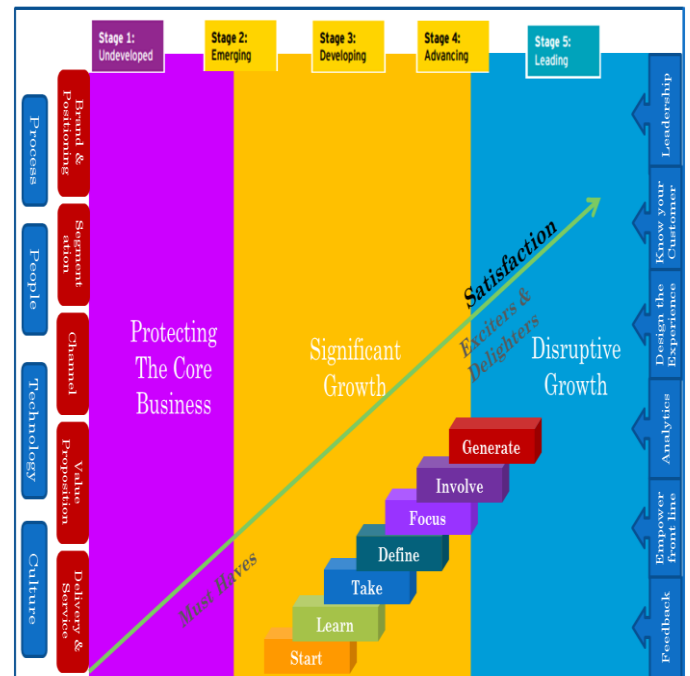 Stage 1:
Undeveloped
Stage 2:
Emerging
Stage 3:
Developing
Stage 4:
Advancing
Stage 5:
Leading
Process
People
Technology
Culture
Brand &
Positioning
Segment
ation
Channel
Value
Proposition
Delivery &
Service
Protecting
The Core
Business
Significant
Growth
Disruptive
Growth
Satisfaction
Exciters &
Delighters
Must Haves
Generate
Involve
Focus
Define
Take
Learn
Start
Leadership
Know your
Customer
Design the
Experience
Analytics
Empower
front line
Feedback